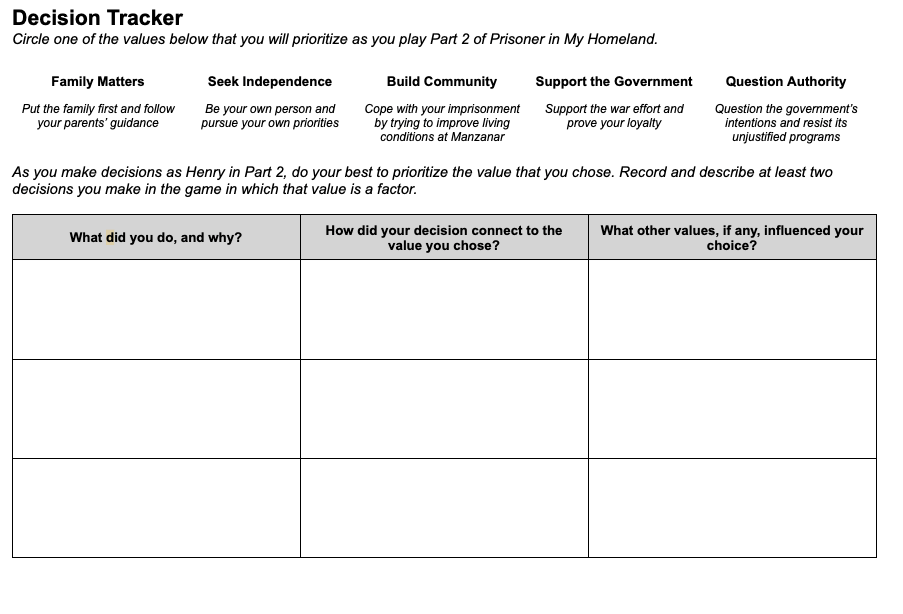 Decision Tracker
Circle one of the values below that you will prioritize as you play Part 2 of Prisoner in My Homeland.
Family Matters
Put the family first and follow
your parents' guidance
Seek Independence
Be your own person and
pursue your own priorities
Build Community
Cope with your imprisonment
by trying to improve living
conditions at Manzanar
Support the Government
Support the war effort and
prove your loyalty
Question Authority
Question the government's
intentions and resist its
unjustified programs
As you make decisions as Henry in Part 2, do your best to prioritize the value that you chose. Record and describe at least two
decisions you make in the game in which that value is a factor.
What did you do, and why?
How did your decision connect to the
value you chose?
What other values, if any, influenced your
choice?